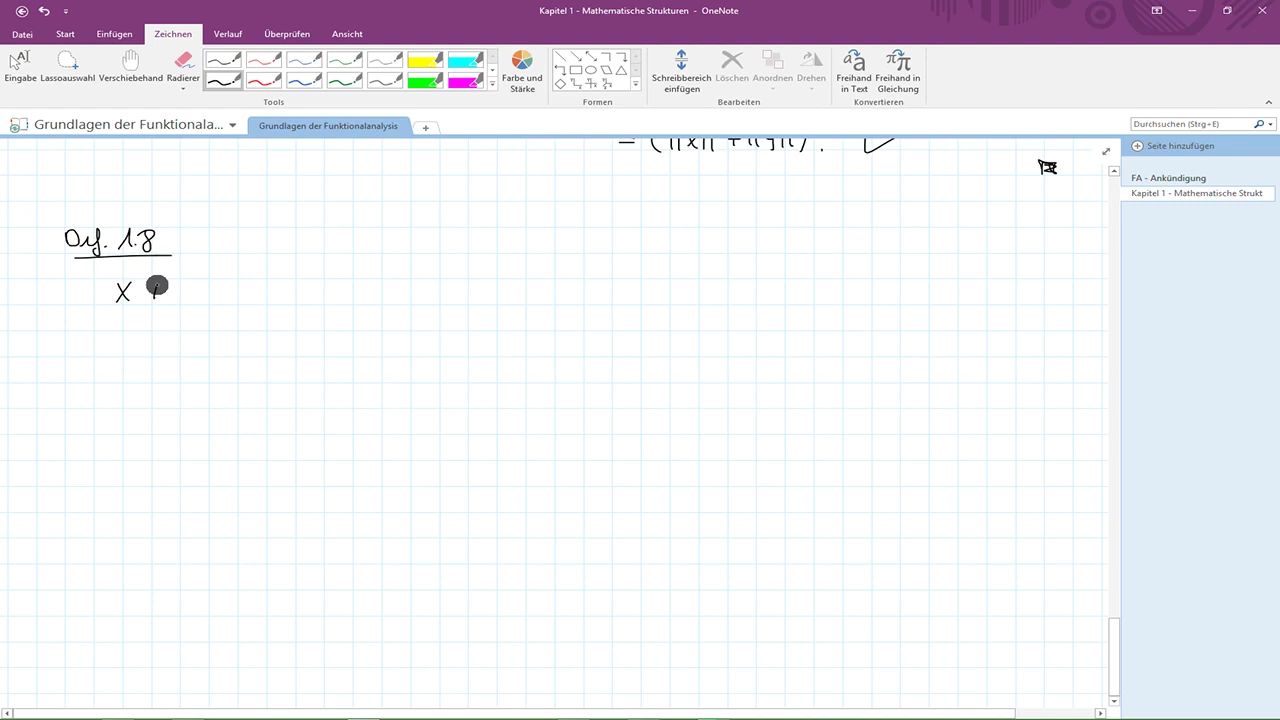 Kapitel 1 - Mathematische Strukturen - OneNote
Datei Start Einfügen Zeichnen Verlauf Überprüfen Ansicht
Eingabe Lassoauswahl Verschiebehand Radierer Farbe und Stärke Schreibbereich einfügen Löschen Anordnen Drehen Freihand in Text Freihand in Gleichung
Tools Formen Bearbeiten Konvertieren
Grundlagen der Funktionala... Grundlagen der Funktionalanalysis Durchsuchen (Strg+E)
Seite hinzufügen
FA - Ankündigung
Kapitel 1 - Mathematische Strukt
= (||x|| + ||y||) .
Def. 1.8
X